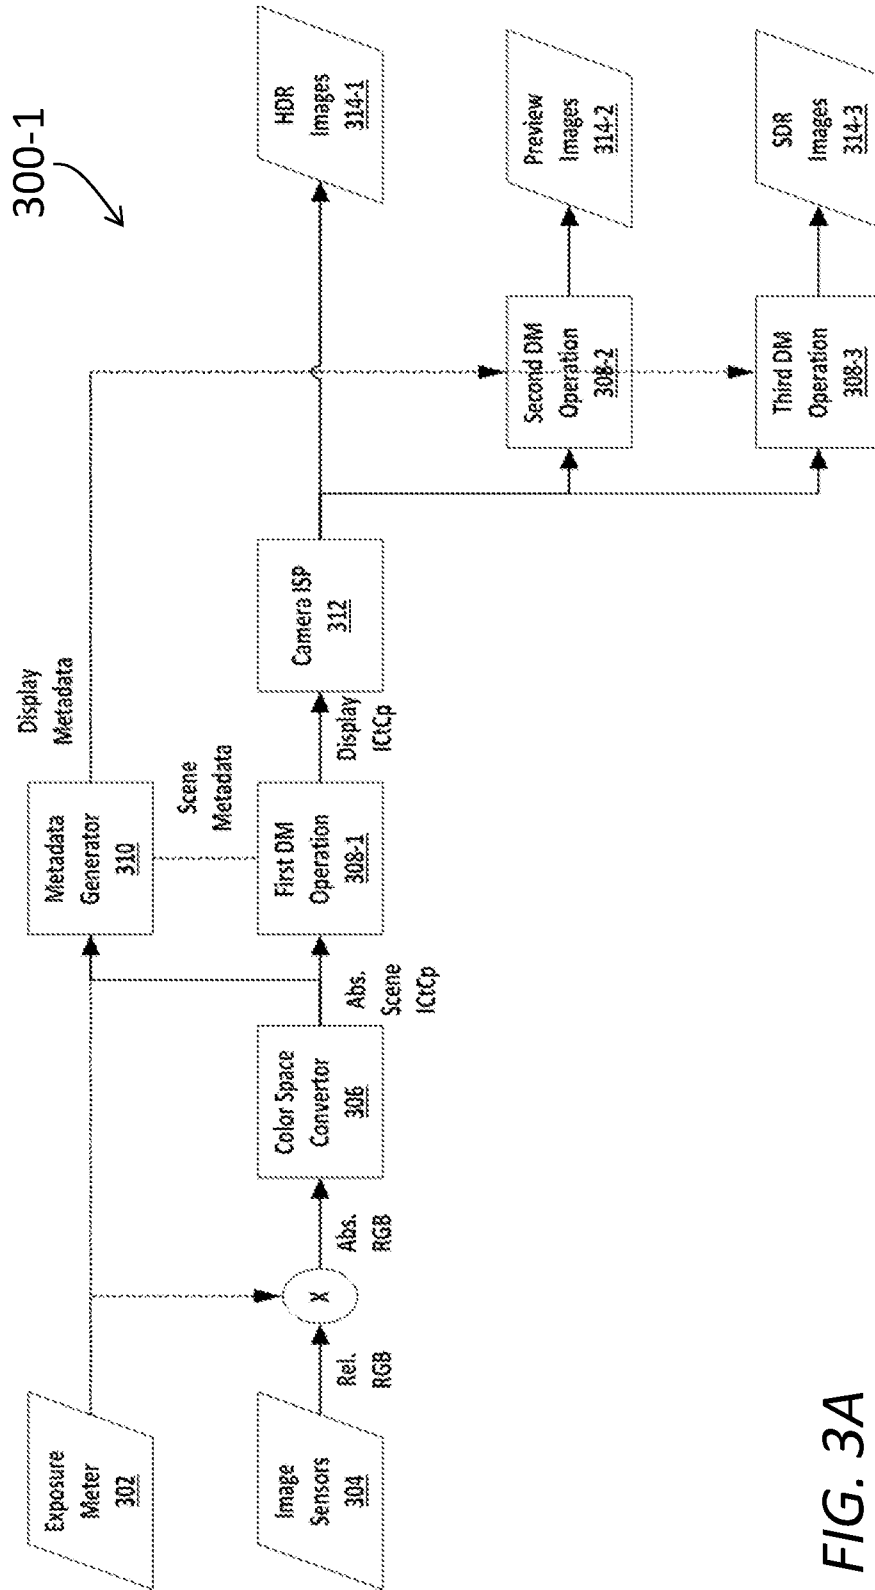 300-1
Exposure
Meter
302
Metadata
Generator
310
Display
Metadata
Scene
Metadata
Image
Sensors
304
Rel.
RGB
X
Abs.
RGB
Color Space
Convertor
306
Abs.
Scene
ICtCp
First DM
Operation
308-1
Display
ICtCp
Camera ISP
312
HDR
Images
314-1
Second DM
Operation
308-2
Preview
Images
314-2
Third DM
Operation
308-3
SDR
Images
314-3
FIG. 3A